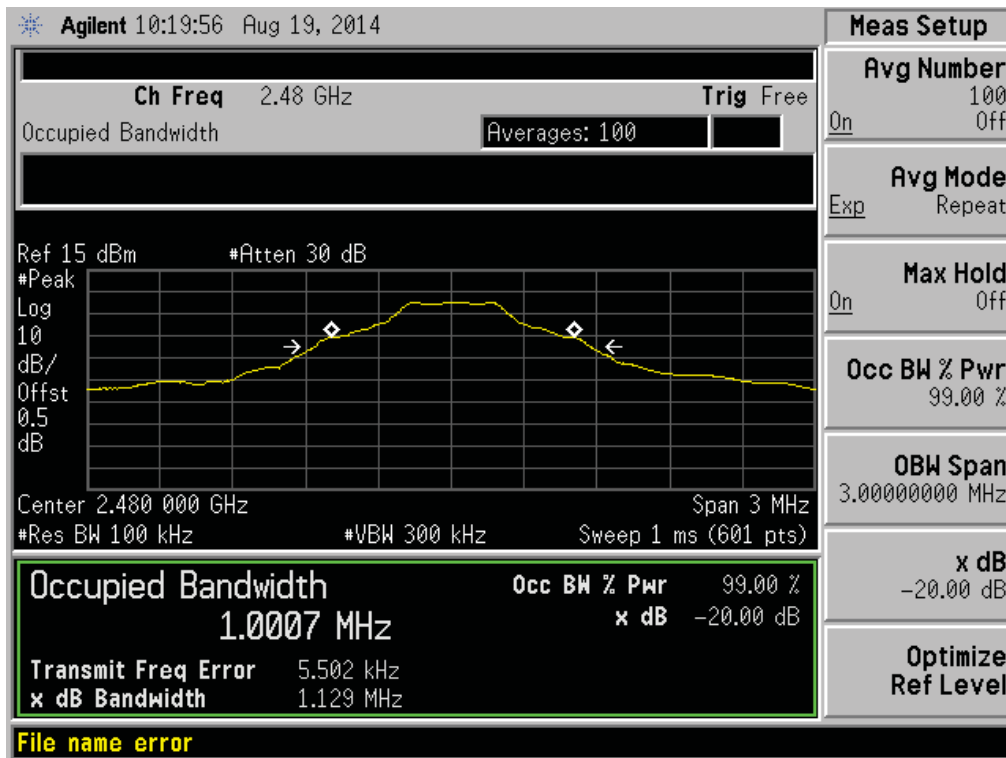 Agilent 10:19:56 Aug 19, 2014
Ch Freq 2.48 GHz Trig Free
Occupied Bandwidth Averages: 100
Ref 15 dBm #Atten 30 dB
#Peak
Log
10
dB/
Offst
0.5
dB
Center 2.480 000 GHz Span 3 MHz
#Res BW 100 kHz #VBW 300 kHz Sweep 1 ms (601 pts)
Occupied Bandwidth Occ BW % Pwr 99.00 %
1.0007 MHz x dB -20.00 dB
Transmit Freq Error 5.502 kHz
x dB Bandwidth 1.129 MHz
File name error
Meas Setup
Avg Number
100
On Off
Avg Mode
Exp Repeat
Max Hold
On Off
Occ BW % Pwr
99.00 %
OBW Span
3.00000000 MHz
x dB
-20.00 dB
Optimize
Ref Level